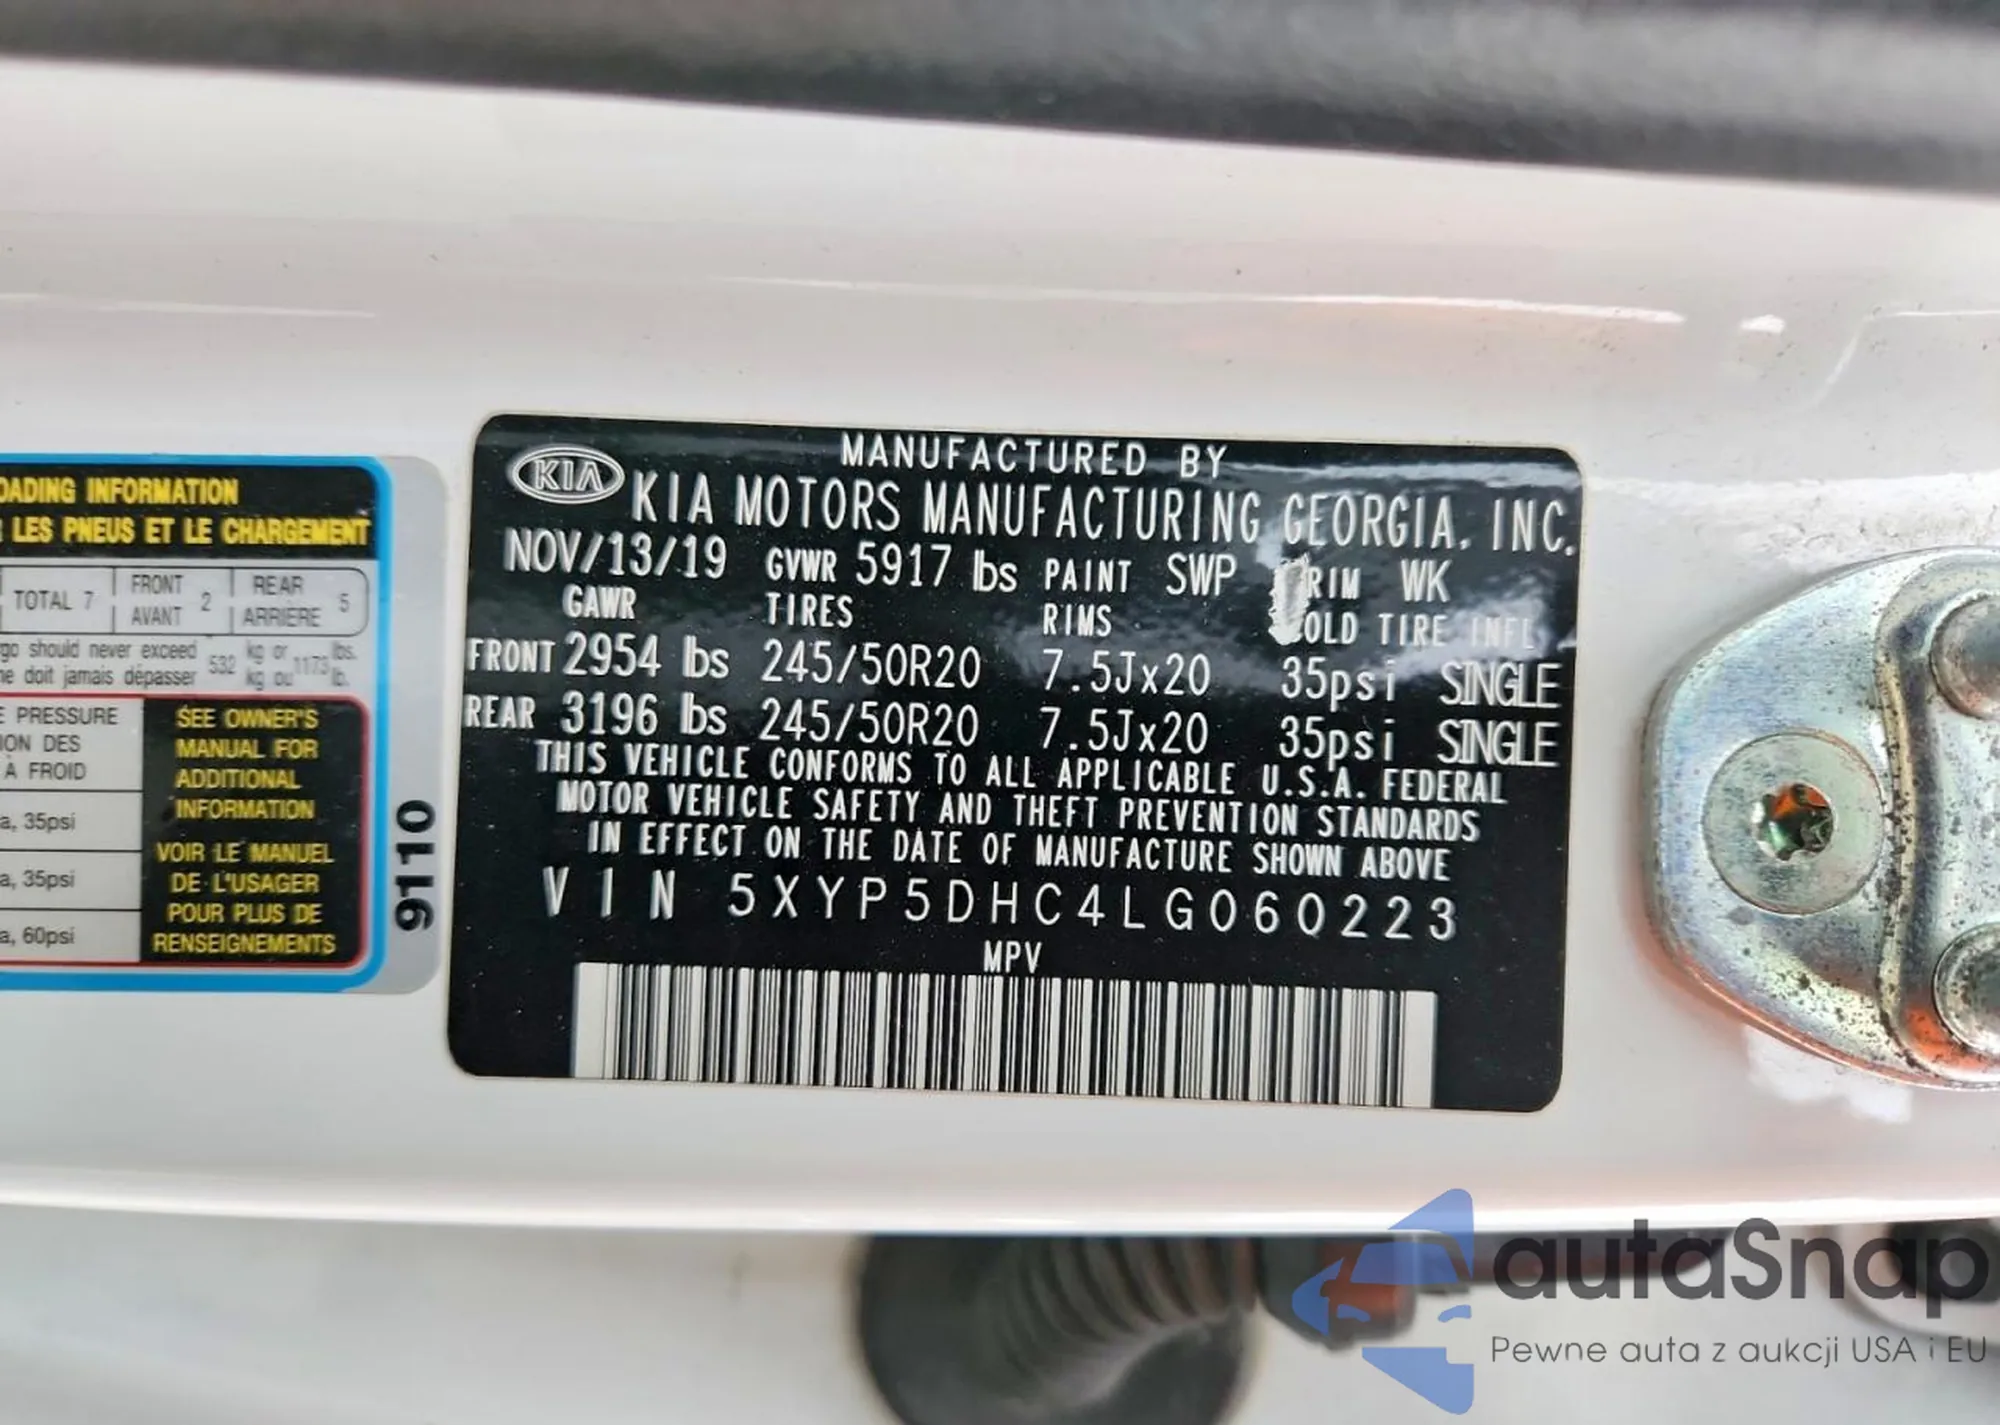 OADING INFORMATION
LES PNEUS ET LE CHARGEMENT
TOTAL 7
FRONT
AVANT 2
REAR
ARRIÈRE 5
go should never exceed 532 kg or 1173 lbs.
ne doit jamais dépasser kg ou lb.
E PRESSURE
ION DES
À FROID
a, 35psi
a, 35psi
a, 60psi
SEE OWNER'S
MANUAL FOR
ADDITIONAL
INFORMATION
VOIR LE MANUEL
DE L'USAGER
POUR PLUS DE
RENSEIGNEMENTS
9110
KIA
MANUFACTURED BY
KIA MOTORS MANUFACTURING GEORGIA, INC.
NOV/13/19 GVWR 5917 lbs PAINT SWP RIM WK
GAWR TIRES RIMS OLD TIRE INFL
FRONT 2954 lbs 245/50R20 7.5Jx20 35psi SINGLE
REAR 3196 lbs 245/50R20 7.5Jx20 35psi SINGLE
THIS VEHICLE CONFORMS TO ALL APPLICABLE U.S.A. FEDERAL
MOTOR VEHICLE SAFETY AND THEFT PREVENTION STANDARDS
IN EFFECT ON THE DATE OF MANUFACTURE SHOWN ABOVE
VIN 5XYP5DHC4LG060223
MPV
autaSnap
Pewne auta z aukcji USA i EU